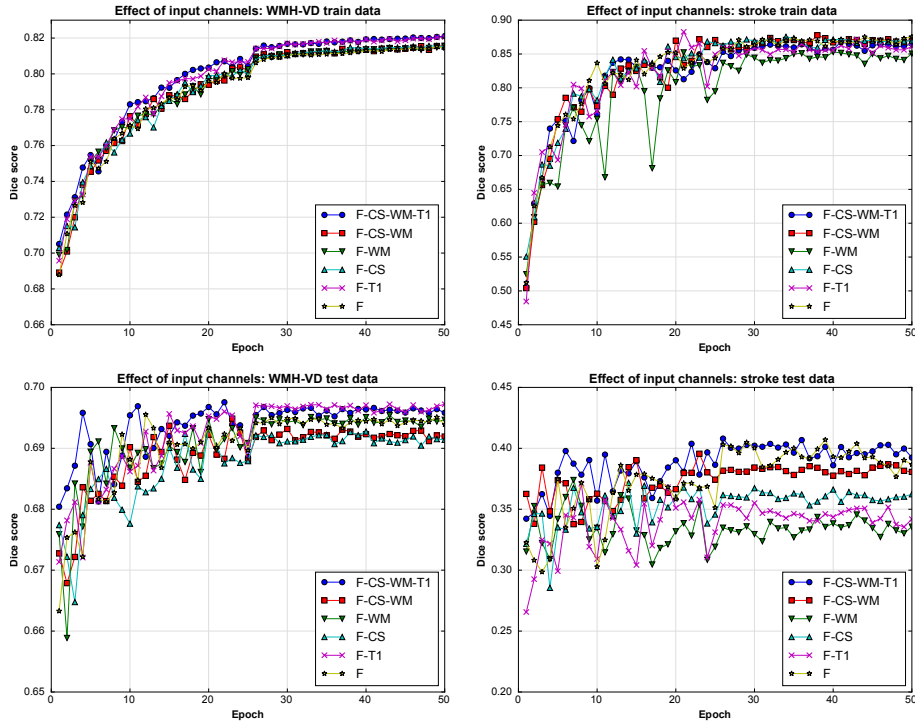 Effect of input channels: WMH-VD train data
0.82
0.80
0.78
0.76
0.74
0.72
0.70
0.68
0.66
Dice score
0
10
20
30
40
50
Epoch
F-CS-WM-T1
F-CS-WM
F-WM
F-CS
F-T1
F
Effect of input channels: stroke train data
0.90
0.85
0.80
0.75
0.70
0.65
0.60
0.55
0.50
0.45
Dice score
0
10
20
30
40
50
Epoch
F-CS-WM-T1
F-CS-WM
F-WM
F-CS
F-T1
F
Effect of input channels: WMH-VD test data
0.70
0.69
0.68
0.67
0.66
0.65
Dice score
0
10
20
30
40
50
Epoch
F-CS-WM-T1
F-CS-WM
F-WM
F-CS
F-T1
F
Effect of input channels: stroke test data
0.45
0.40
0.35
0.30
0.25
0.20
Dice score
0
10
20
30
40
50
Epoch
F-CS-WM-T1
F-CS-WM
F-WM
F-CS
F-T1
F